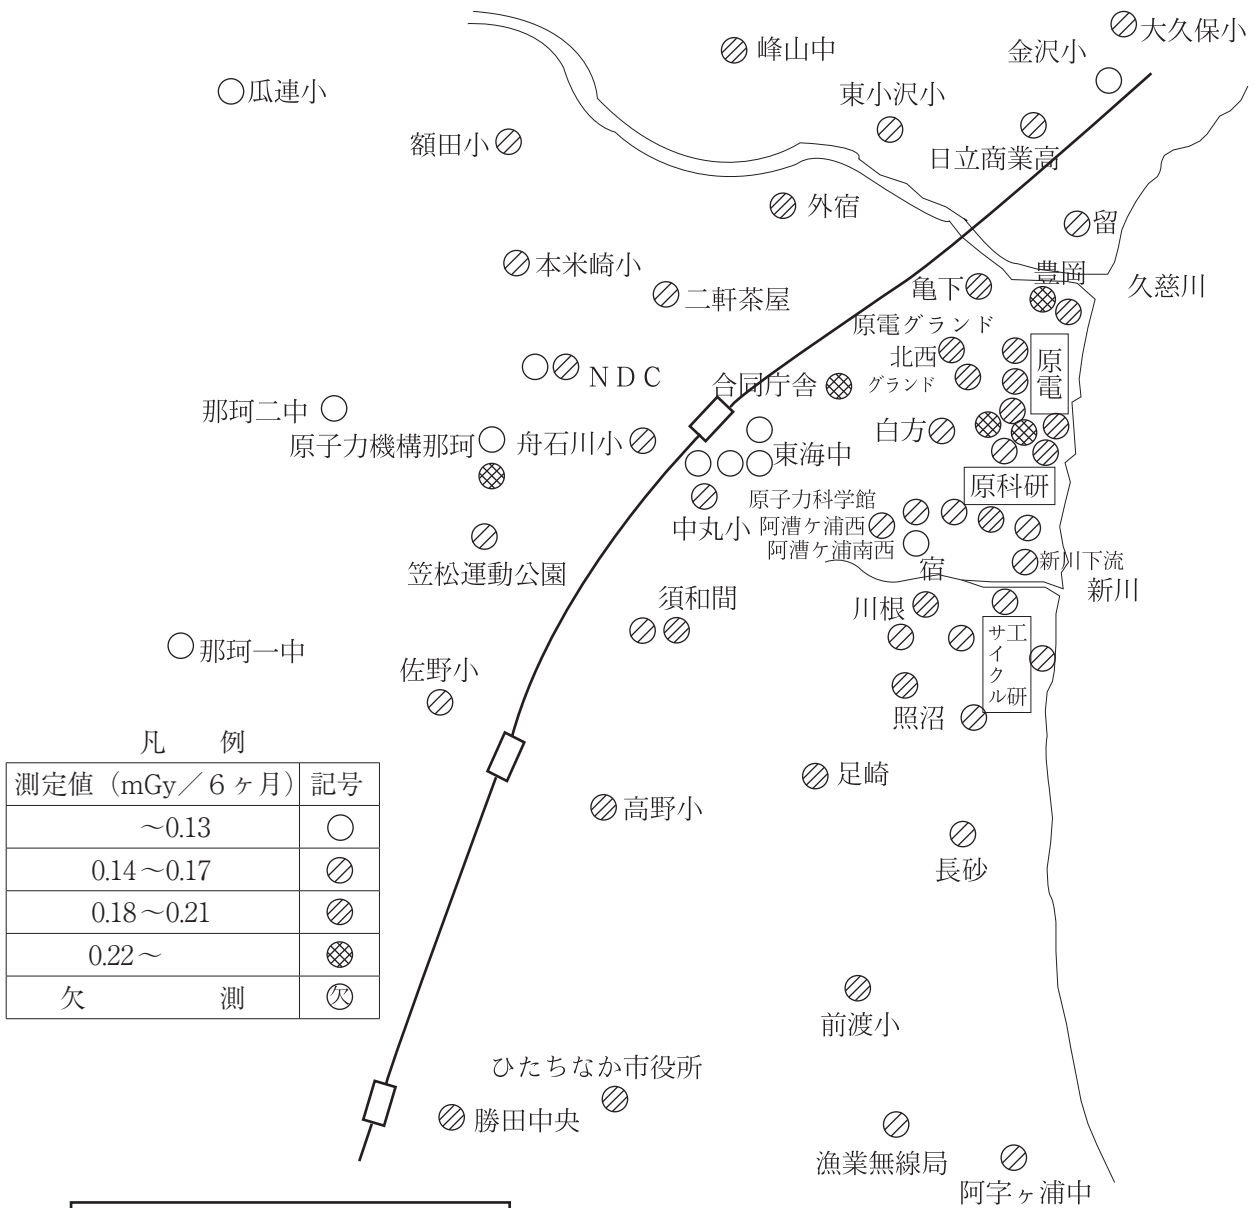 大久保小
峰山中
金沢小
瓜連小
東小沢小
額田小
日立商業高
外宿
留
本米崎小
豊岡
久慈川
亀下
二軒茶屋
原電グランド
北西
原電
NDC
合同庁舎
グランド
那珂二中
原子力機構那珂
舟石川小
白方
東海中
原科研
原子力科学館
中丸小
阿漕ケ浦西
阿漕ケ浦南西
新川下流
宿
笠松運動公園
新川
須和間
川根
サイクル工研
那珂一中
佐野小
照沼
凡 例
測定値(mGy/6ヶ月) 記号
~0.13
0.14~0.17
0.18~0.21
0.22~
欠 測 欠
足崎
高野小
長砂
前渡小
ひたちなか市役所
勝田中央
漁業無線局
阿字ヶ浦中